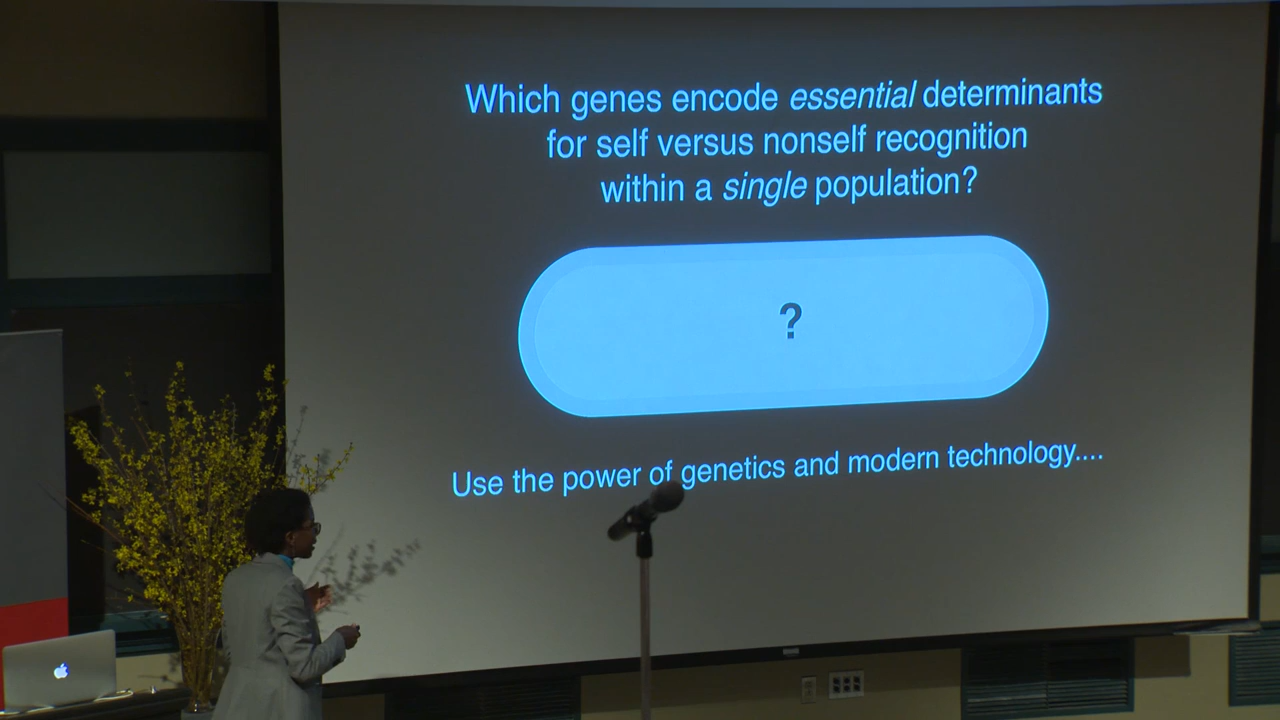 Which genes encode essential determinants
for self versus nonself recognition
within a single population?
?
Use the power of genetics and modern technology....